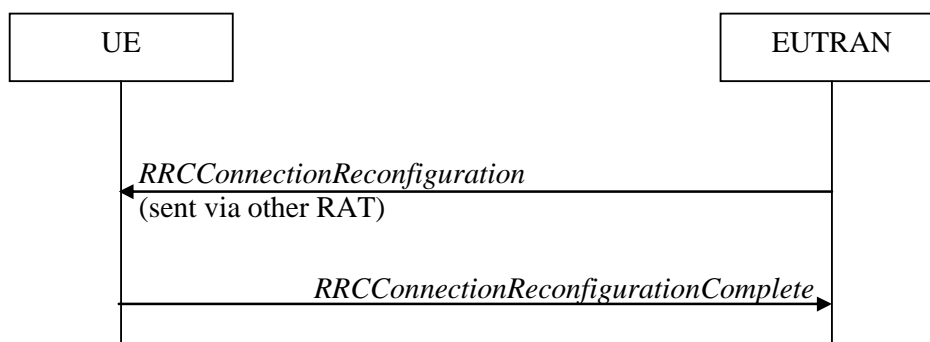 UE
EUTRAN
RRCConnectionReconfiguration
(sent via other RAT)
RRCConnectionReconfigurationComplete